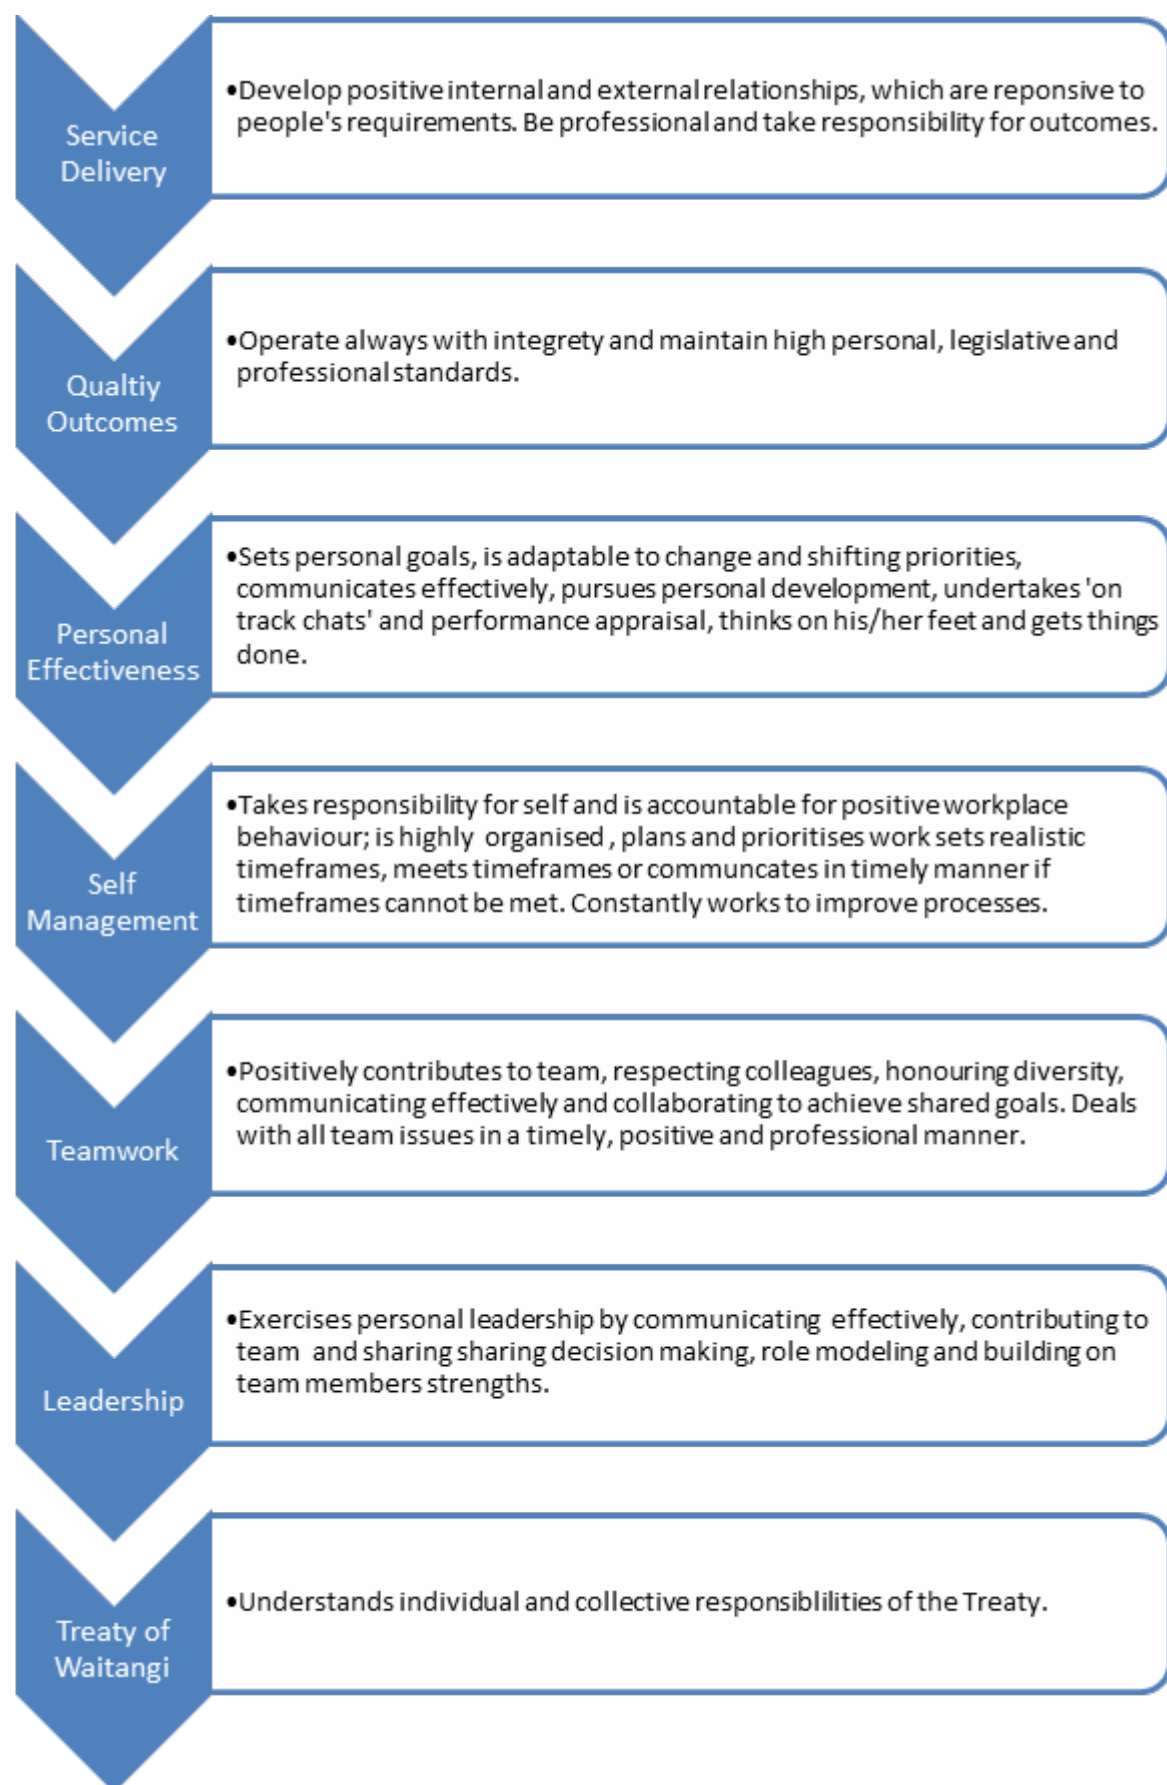 Service
Delivery
•Develop positive internal and external relationships, which are reponsive to
people's requirements. Be professional and take responsibility for outcomes.
Qualtiy
Outcomes
•Operate always with integrety and maintain high personal, legislative and
professional standards.
Personal
Effectiveness
•Sets personal goals, is adaptable to change and shifting priorities,
communicates effectively, pursues personal development, undertakes 'on
track chats' and performance appraisal, thinks on his/her feet and gets things
done.
Self
Management
•Takes responsibility for self and is accountable for positive workplace
behaviour; is highly organised , plans and prioritises work sets realistic
timeframes, meets timeframes or communcates in timely manner if
timeframes cannot be met. Constantly works to improve processes.
Teamwork
•Positively contributes to team, respecting colleagues, honouring diversity,
communicating effectively and collaborating to achieve shared goals. Deals
with all team issues in a timely, positive and professional manner.
Leadership
•Exercises personal leadership by communicating effectively, contributing to
team and sharing sharing decision making, role modeling and building on
team members strengths.
Treaty of
Waitangi
•Understands individual and collective responsiblilities of the Treaty.